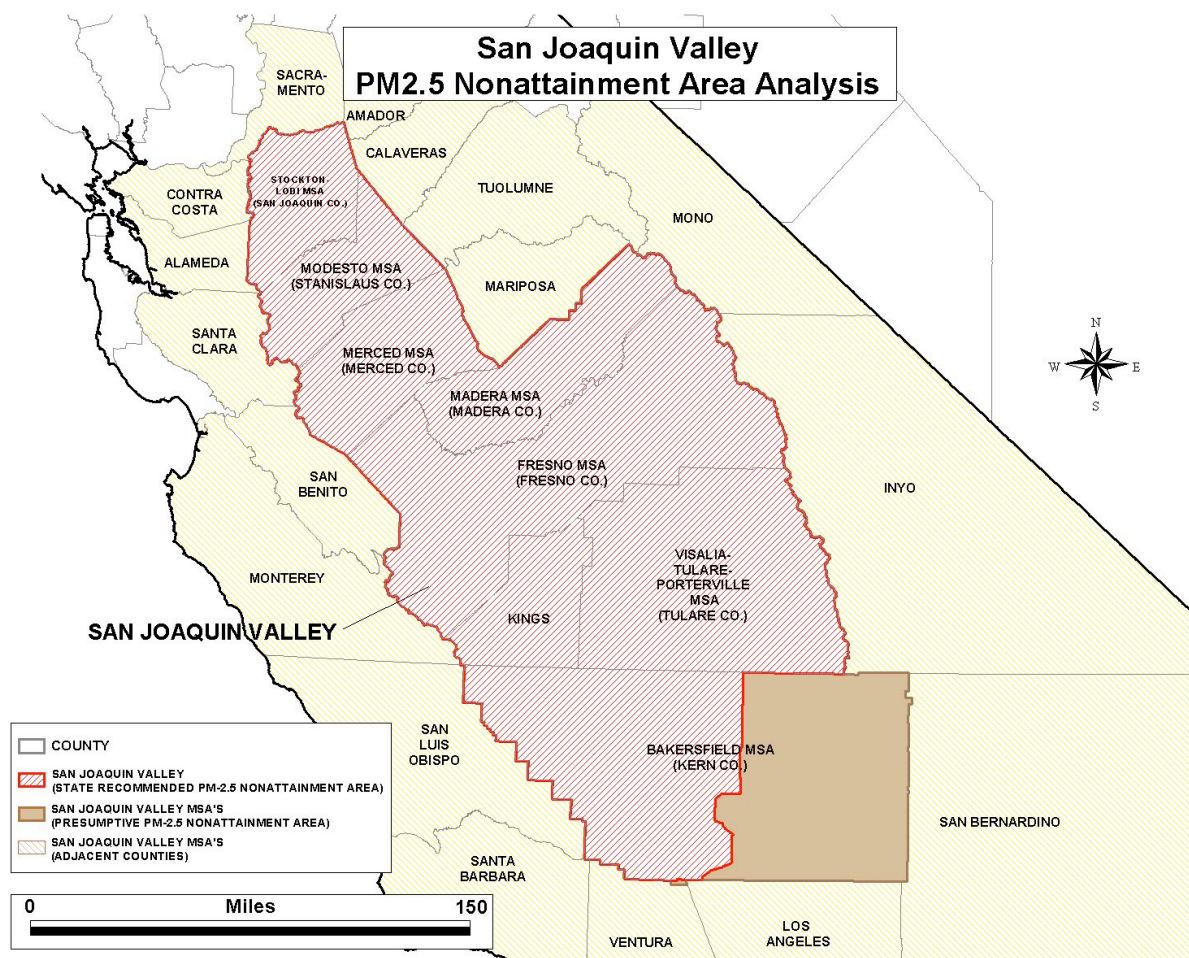 San Joaquin Valley
PM2.5 Nonattainment Area Analysis
SACRA-
MENTO
AMADOR
CALAVERAS
TUOLUMNE
MONO
CONTRA
COSTA
STOCKTON-
LOBI MSA
(SAN JOAQUIN CO.)
ALAMEDA
MODESTO MSA
(STANISLAUS CO.)
MARIPOSA
SANTA
CLARA
MERCED MSA
(MERCED CO.)
MADERA MSA
(MADERA CO.)
N
W
E
S
SAN
BENITO
FRESNO MSA
(FRESNO CO.)
INYO
MONTEREY
VISALIA-
TULARE-
PORTERVILLE
MSA
(TULARE CO.)
KINGS
SAN JOAQUIN VALLEY
SAN
LUIS
OBISPO
BAKERSFIELD MSA
(KERN CO.)
SAN BERNARDINO
COUNTY
SAN JOAQUIN VALLEY
(STATE RECOMMENDED PM-2.5 NONATTAINMENT AREA)
SAN JOAQUIN VALLEY MSA'S
(PRESUMPTIVE PM-2.5 NONATTAINMENT AREA)
SAN JOAQUIN VALLEY MSA'S
(ADJACENT COUNTIES)
SANTA
BARBARA
VENTURA
LOS
ANGELES
0 Miles 150